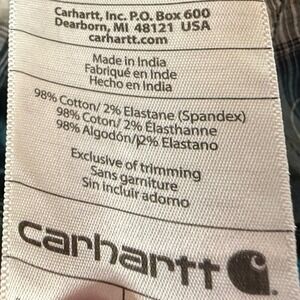 Carhartt, Inc. P.O. Box 600
Dearborn, MI 48121 USA
carhartt.com
Made in India
Fabriqué en Inde
Hecho en India
98% Cotton/ 2% Elastane (Spandex)
98% Coton/ 2% Élasthanne
98% Algodón/2% Elastano
Exclusive of trimming
Sans garniture
Sin incluir adorno
carhartt